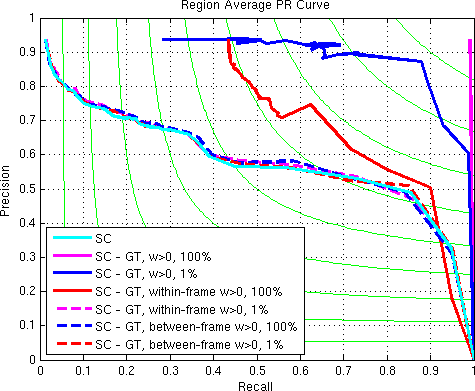 Region Average PR Curve
1
0.9
0.8
0.7
0.6
0.5
0.4
0.3
0.2
0.1
0
Precision
SC
SC - GT, w>0, 100%
SC - GT, w>0, 1%
SC - GT, within-frame w>0, 100%
SC - GT, within-frame w>0, 1%
SC - GT, between-frame w>0, 100%
SC - GT, between-frame w>0, 1%
0 0.1 0.2 0.3 0.4 0.5 0.6 0.7 0.8 0.9
Recall